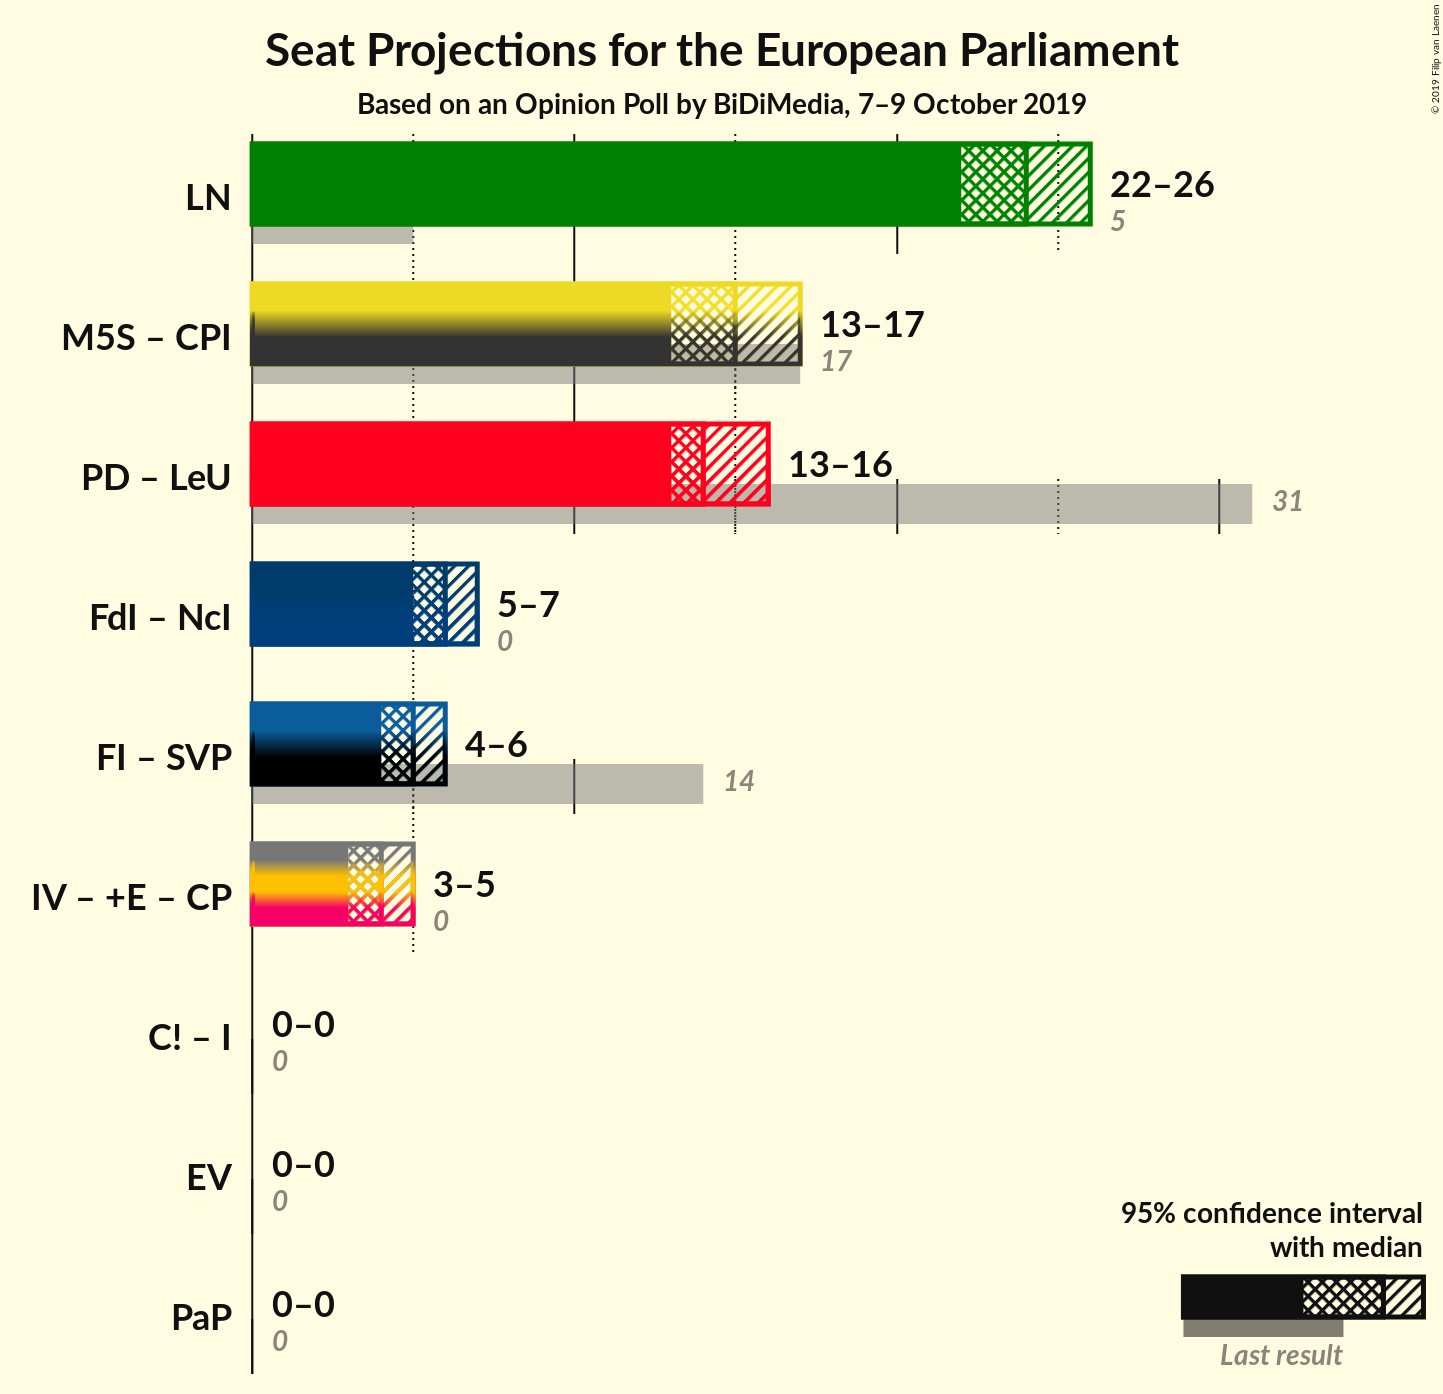 Seat Projections for the European Parliament
Based on an Opinion Poll by BiDiMedia, 7–9 October 2019
© 2019 Filip van Laenen
LN
22–26
5
M5S – CPI
13–17
17
PD – LeU
13–16
31
FdI – NcI
5–7
0
FI – SVP
4–6
14
IV – +E – CP
3–5
0
C! – I
0–0
0
EV
0–0
0
PaP
0–0
0
95% confidence interval
with median
Last result